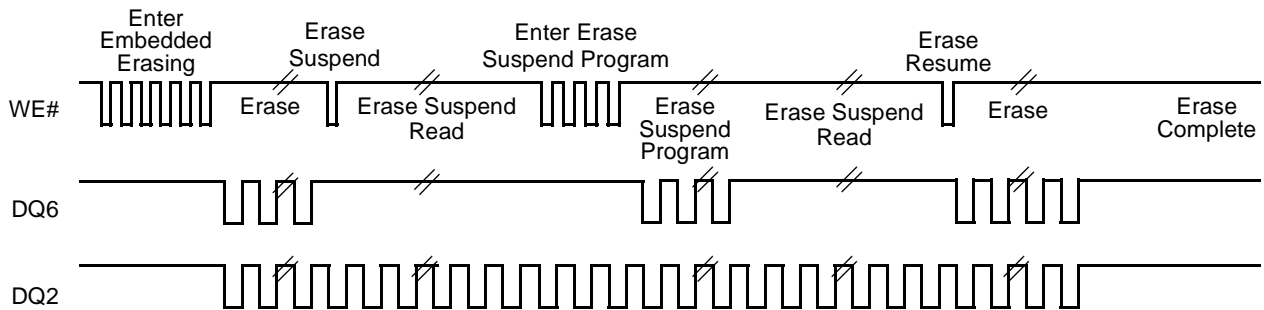 Enter
Embedded
Erasing
Erase
Suspend
Enter Erase
Suspend Program
Erase
Resume
WE#
Erase
Erase Suspend
Read
Erase
Suspend
Program
Erase Suspend
Read
Erase
Erase
Complete
DQ6
DQ2